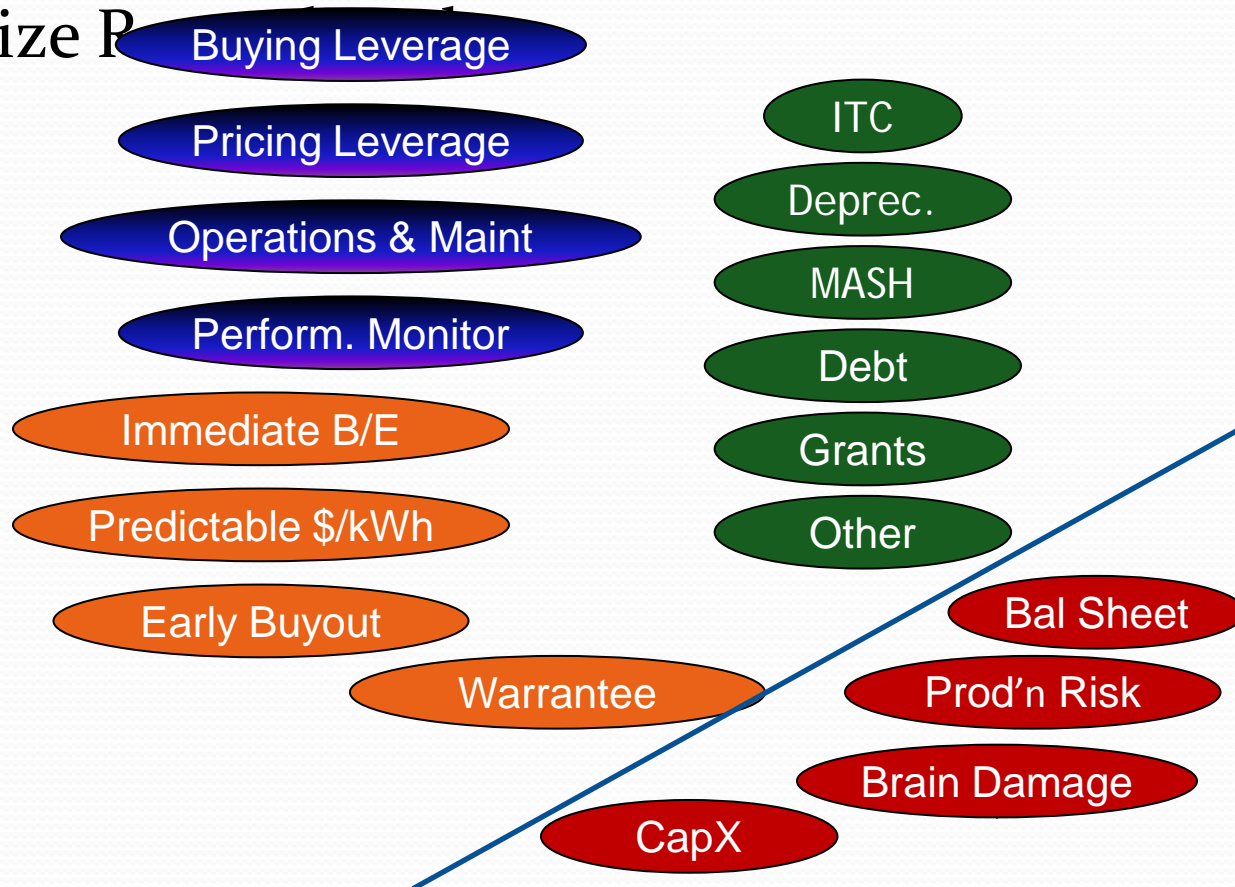 ize R
Buying Leverage
Pricing Leverage
Operations & Maint
Perform. Monitor
Immediate B/E
Predictable $/kWh
Early Buyout
Warrantee
ITC
Deprec.
MASH
Debt
Grants
Other
Bal Sheet
Prod'n Risk
Brain Damage
CapX